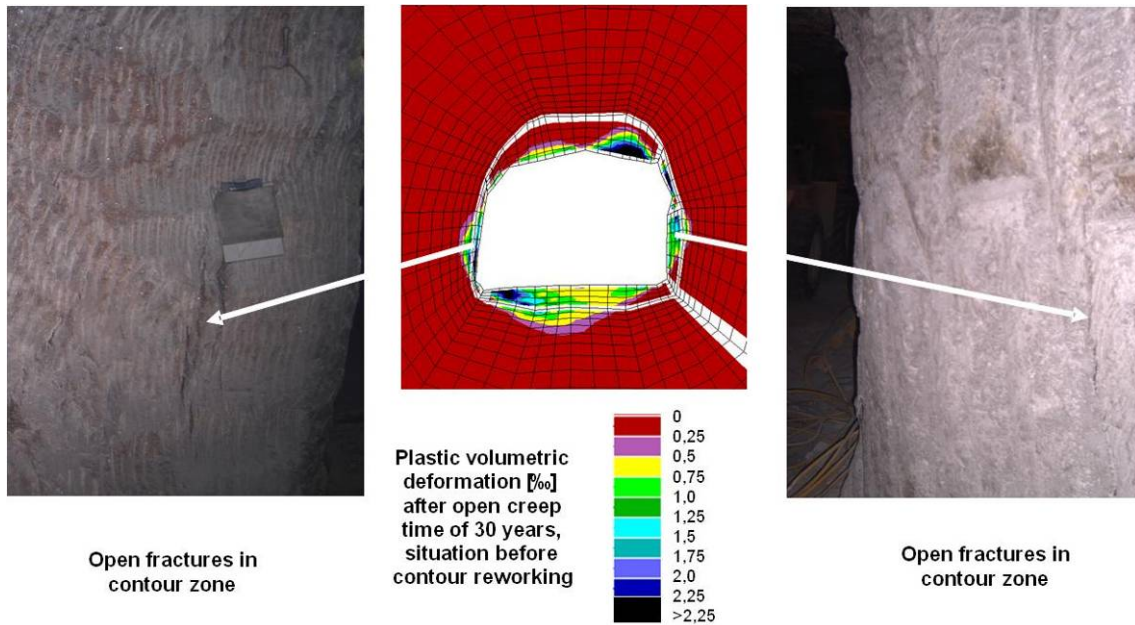 Plastic volumetric
deformation [‰]
after open creep
time of 30 years,
situation before
contour reworking
0
0,25
0,5
0,75
1,0
1,25
1,5
1,75
2,0
2,25
>2,25
Open fractures in
contour zone
Open fractures in
contour zone